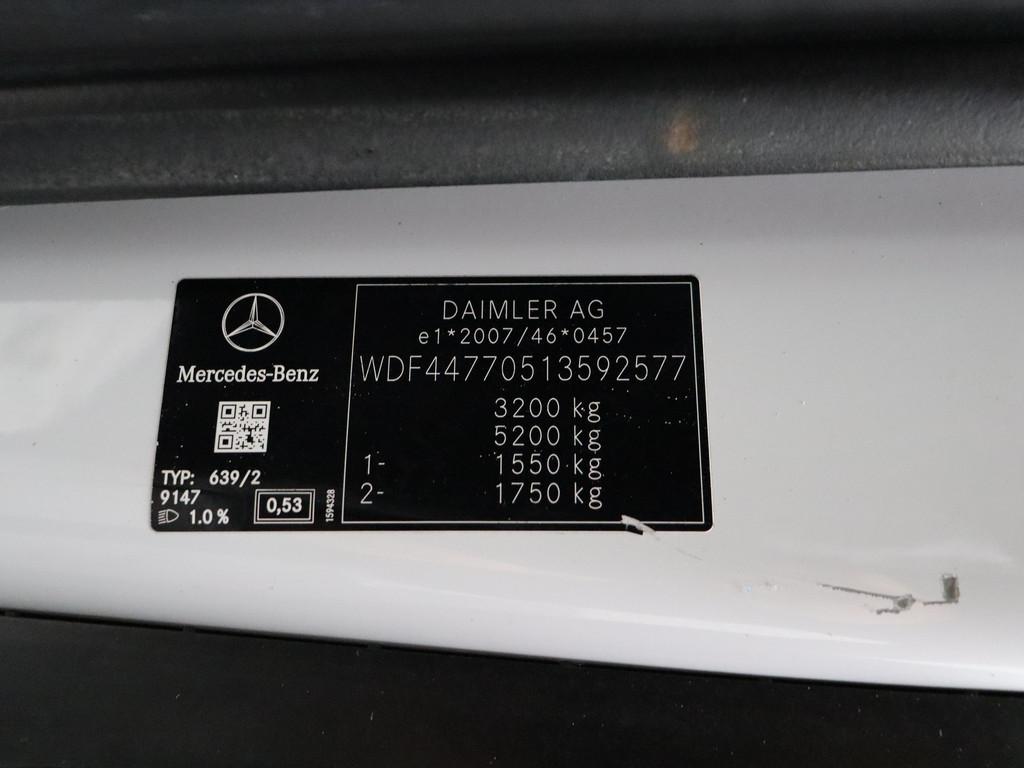 Mercedes-Benz
TYP: 639/2
9147
1.0 %
0,53
1594328
DAIMLER AG
e1*2007/46*0457
WDF44770513592577
3200 kg
5200 kg
1- 1550 kg
2- 1750 kg